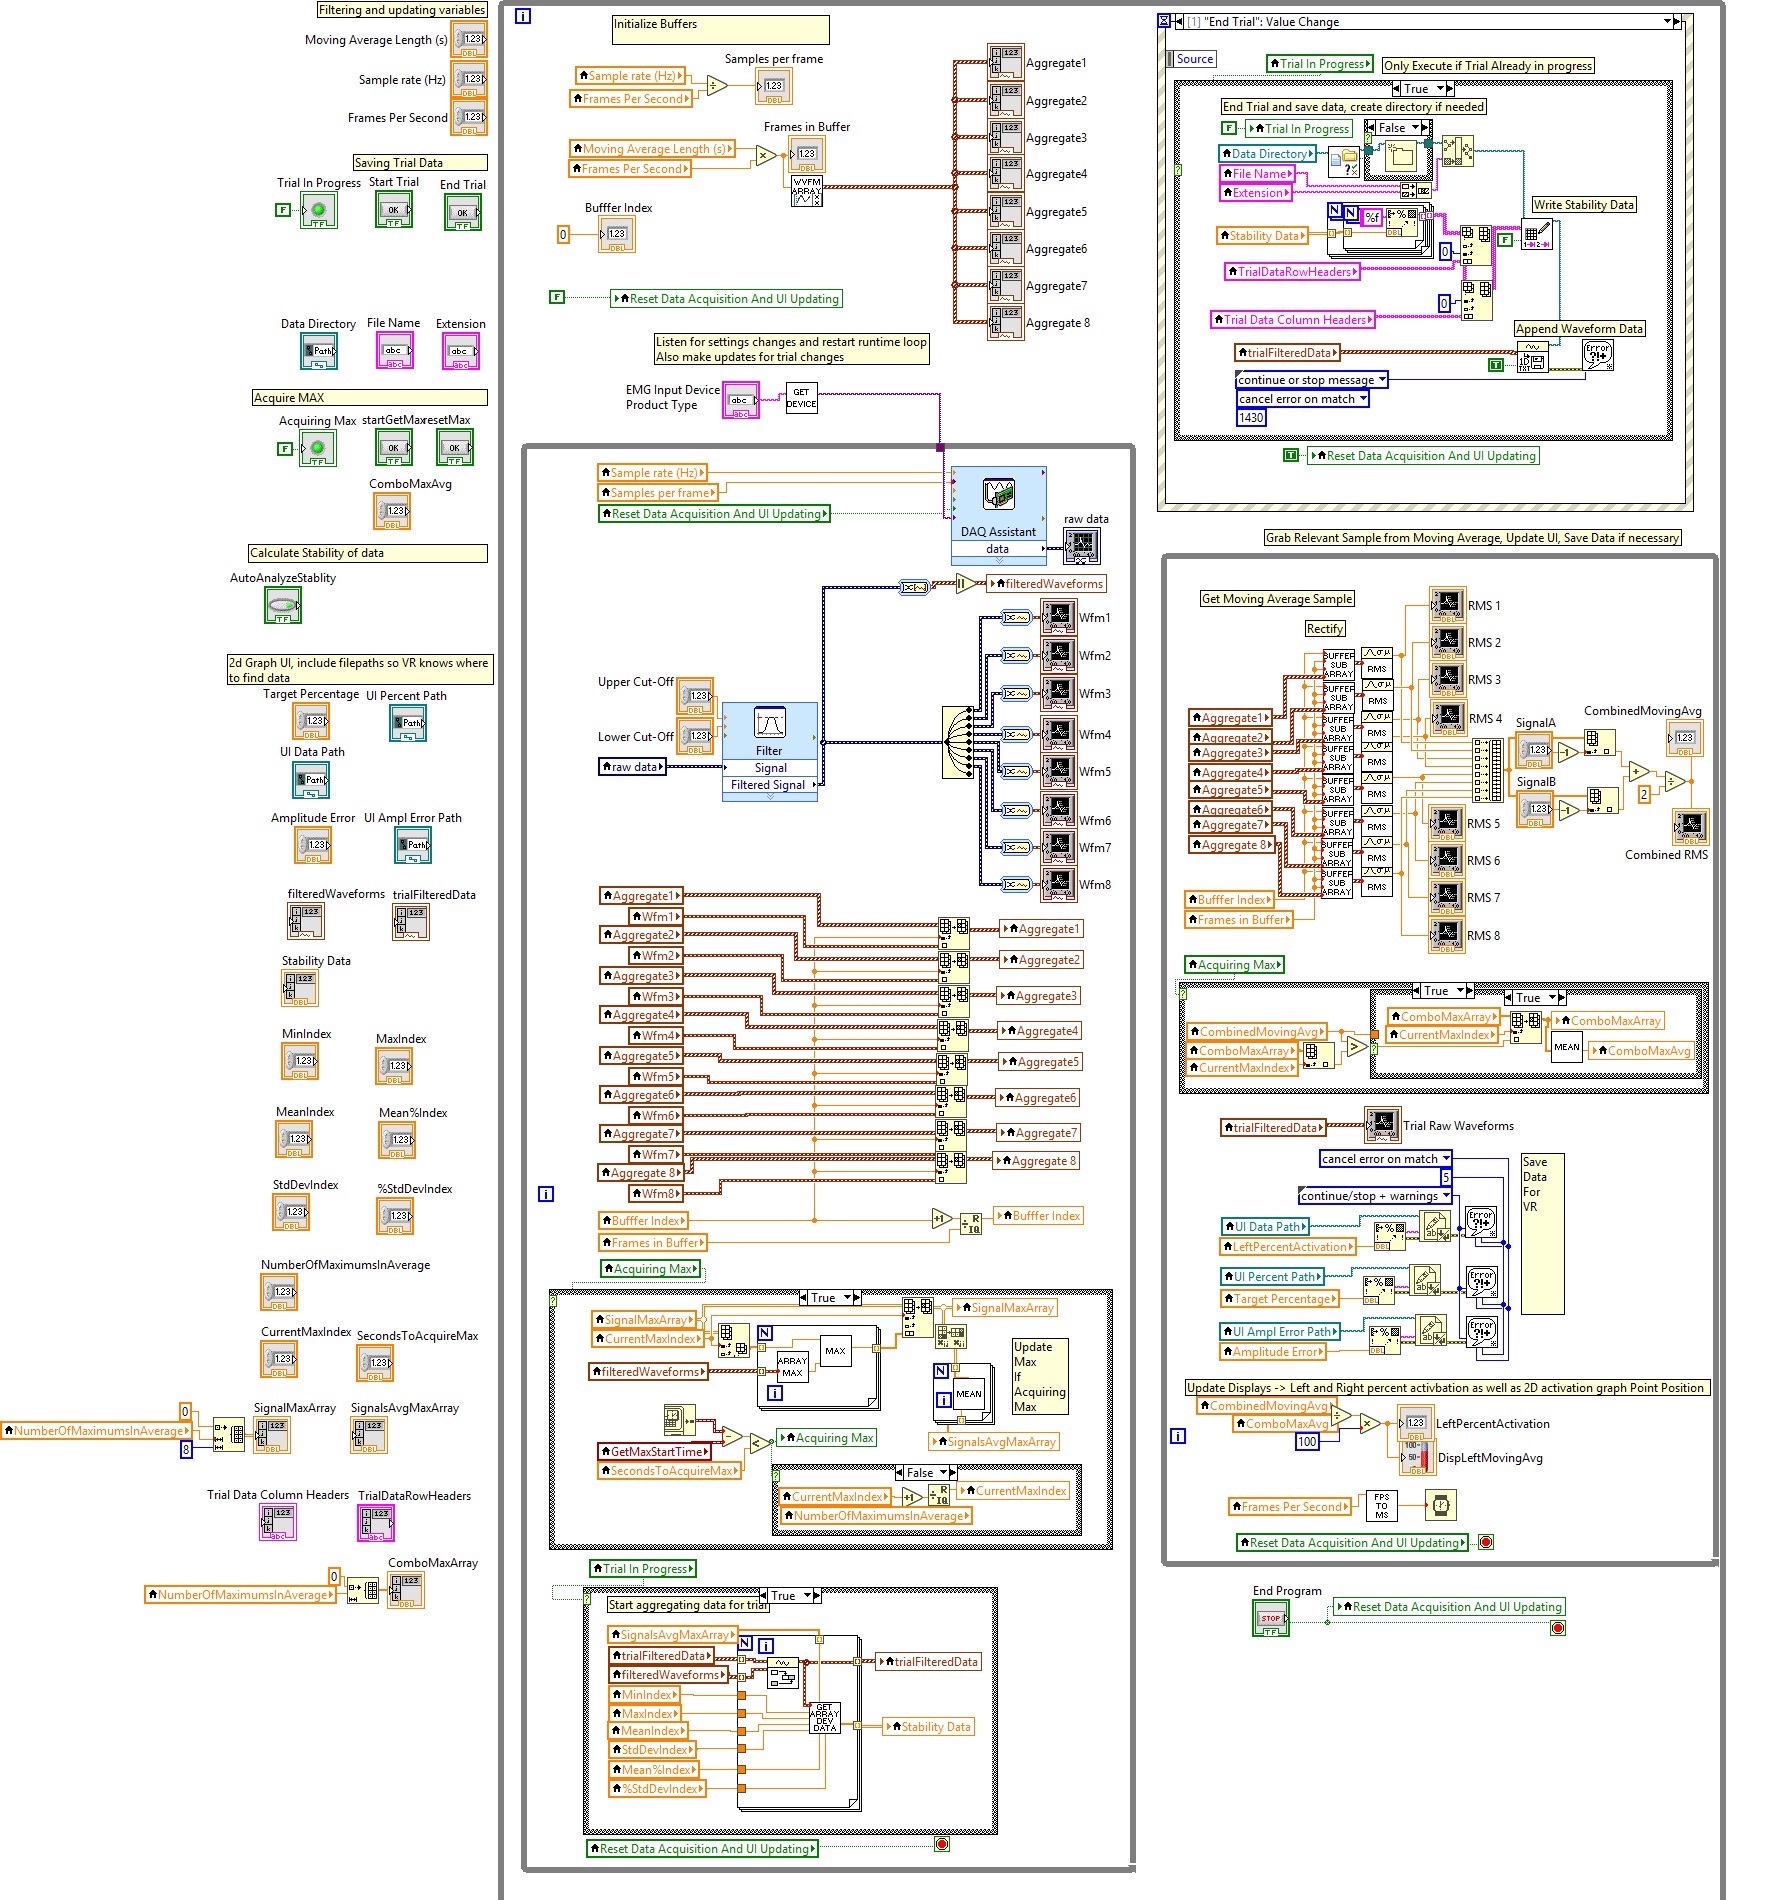 Filtering and updating variables
Moving Average Length (s)
Sample rate (Hz)
Frames Per Second
Saving Trial Data
Trial In Progress
Start Trial
End Trial
Data Directory
File Name
Extension
Acquire MAX
Acquiring Max
startGetMax
resetMax
ComboMaxAvg
Calculate Stability of data
AutoAnalyzeStablity
2d Graph UI, include filepaths so VR knows where
to find data
Target Percentage
UI Percent Path
UI Data Path
Amplitude Error
UI Ampl Error Path
filteredWaveforms
trialFilteredData
Stability Data
MinIndex
MaxIndex
MeanIndex
Mean%Index
StdDevIndex
%StdDevIndex
NumberOfMaximumsInAverage
CurrentMaxIndex
SecondsToAcquireMax
0
NumberOfMaximumsInAverage
8
SignalMaxArray
SignalsAvgMaxArray
Trial Data Column Headers
TrialDataRowHeaders
ComboMaxArray
0
NumberOfMaximumsInAverage
Initialize Buffers
Samples per frame
Sample rate (Hz)
Frames Per Second
Frames in Buffer
Moving Average Length (s)
Frames Per Second
WVFM
ARRAY
Bufffer Index
0
F
Reset Data Acquisition And UI Updating
Aggregate1
Aggregate2
Aggregate3
Aggregate4
Aggregate5
Aggregate6
Aggregate7
Aggregate 8
Listen for settings changes and restart runtime loop
Also make updates for trial changes
EMG Input Device
Product Type
GET
DEVICE
Sample rate (Hz)
Samples per frame
Reset Data Acquisition And UI Updating
DAQ Assistant
data
raw data
filteredWaveforms
Wfm1
Wfm2
Wfm3
Wfm4
Wfm5
Wfm6
Wfm7
Wfm8
Upper Cut-Off
Lower Cut-Off
raw data
Filter
Signal
Filtered Signal
Aggregate1
Wfm1
Aggregate2
Wfm2
Aggregate3
Wfm3
Aggregate4
Wfm4
Aggregate5
Wfm5
Aggregate6
Wfm6
Aggregate7
Wfm7
Aggregate 8
Wfm8
Aggregate1
Aggregate2
Aggregate3
Aggregate4
Aggregate5
Aggregate6
Aggregate7
Aggregate 8
Bufffer Index
Frames in Buffer
+1
R
IQ
Bufffer Index
Acquiring Max
True
SignalMaxArray
CurrentMaxIndex
filteredWaveforms
N
ARRAY
MAX
MAX
i
SignalMaxArray
N
i
MEAN
SignalsAvgMaxArray
Update
Max
If
Acquiring
Max
GetMaxStartTime
SecondsToAcquireMax
Acquiring Max
False
CurrentMaxIndex
NumberOfMaximumsInAverage
+1
R
IQ
CurrentMaxIndex
Trial In Progress
True
Start aggregating data for trial
SignalsAvgMaxArray
trialFilteredData
filteredWaveforms
MinIndex
MaxIndex
MeanIndex
StdDevIndex
Mean%Index
%StdDevIndex
N
i
GET
ARRAY
DEV
DATA
trialFilteredData
Stability Data
Reset Data Acquisition And UI Updating
[1] "End Trial": Value Change
Source
Trial In Progress
Only Execute if Trial Already in progress
True
End Trial and save data, create directory if needed
F
Trial In Progress
False
Data Directory
File Name
Extension
N
N
%f
Stability Data
TrialDataRowHeaders
0
Trial Data Column Headers
0
Write Stability Data
F
Append Waveform Data
trialFilteredData
T
Error
?!+
continue or stop message
cancel error on match
1430
T
Reset Data Acquisition And UI Updating
Grab Relevant Sample from Moving Average, Update UI, Save Data if necessary
Get Moving Average Sample
Rectify
Aggregate1
Aggregate2
Aggregate3
Aggregate4
Aggregate5
Aggregate6
Aggregate7
Aggregate 8
Bufffer Index
Frames in Buffer
BUFFER
SUB
ARRAY
RMS
RMS 1
RMS 2
RMS 3
RMS 4
RMS 5
RMS 6
RMS 7
RMS 8
SignalA
SignalB
-1
-1
CombinedMovingAvg
2
Combined RMS
Acquiring Max
True
True
CombinedMovingAvg
ComboMaxArray
CurrentMaxIndex
ComboMaxArray
CurrentMaxIndex
ComboMaxArray
MEAN
ComboMaxAvg
trialFilteredData
Trial Raw Waveforms
cancel error on match
5
continue/stop + warnings
Save
Data
For
VR
UI Data Path
LeftPercentActivation
UI Percent Path
Target Percentage
UI Ampl Error Path
Amplitude Error
Error
?!+
Error
?!+
Error
?!+
Update Displays -> Left and Right percent activbation as well as 2D activation graph Point Position
CombinedMovingAvg
ComboMaxAvg
100
LeftPercentActivation
DispLeftMovingAvg
Frames Per Second
FPS
TO
MS
Reset Data Acquisition And UI Updating
End Program
STOP
Reset Data Acquisition And UI Updating